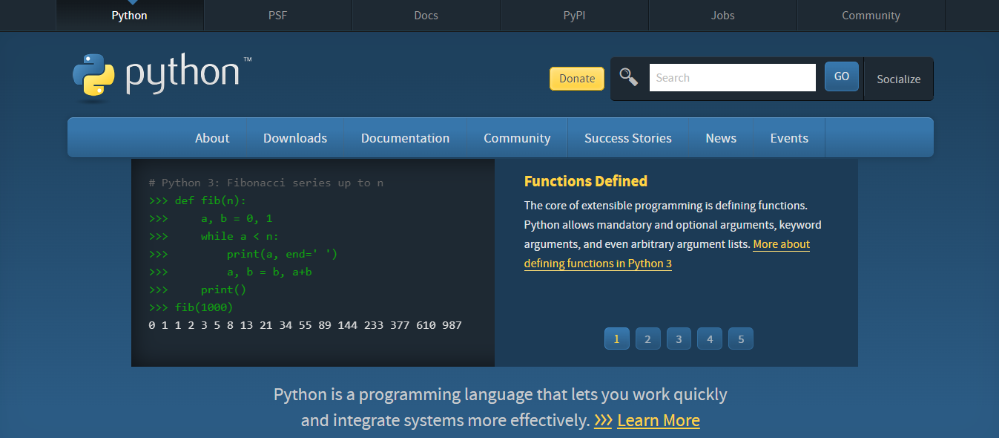 Python PSF Docs PyPI Jobs Community
python™
Donate Search GO Socialize
About Downloads Documentation Community Success Stories News Events
# Python 3: Fibonacci series up to n
>>> def fib(n):
>>>     a, b = 0, 1
>>>     while a < n:
>>>         print(a, end=' ')
>>>         a, b = b, a+b
>>>     print()
>>> fib(1000)
0 1 1 2 3 5 8 13 21 34 55 89 144 233 377 610 987
Functions Defined
The core of extensible programming is defining functions.
Python allows mandatory and optional arguments, keyword
arguments, and even arbitrary argument lists. More about
defining functions in Python 3
1 2 3 4 5
Python is a programming language that lets you work quickly
and integrate systems more effectively. >>> Learn More